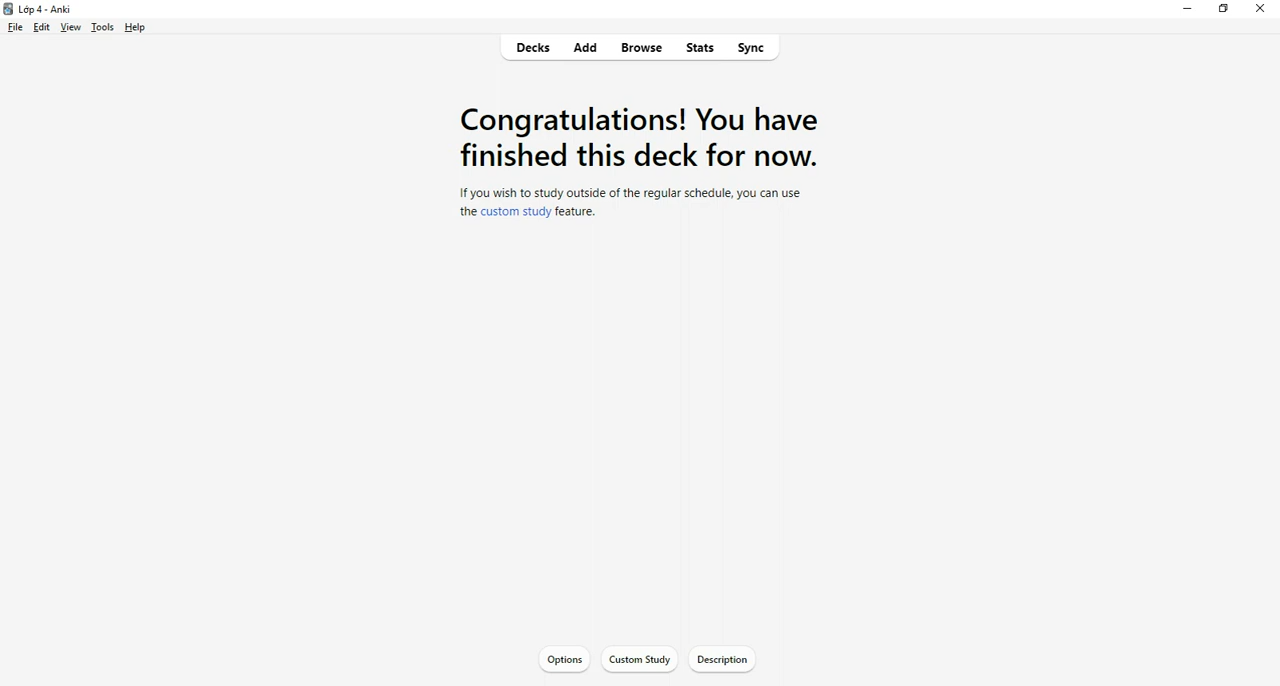 Lớp 4 - Anki
File Edit View Tools Help
Decks Add Browse Stats Sync
Congratulations! You have
finished this deck for now.
If you wish to study outside of the regular schedule, you can use
the custom study feature.
Options Custom Study Description